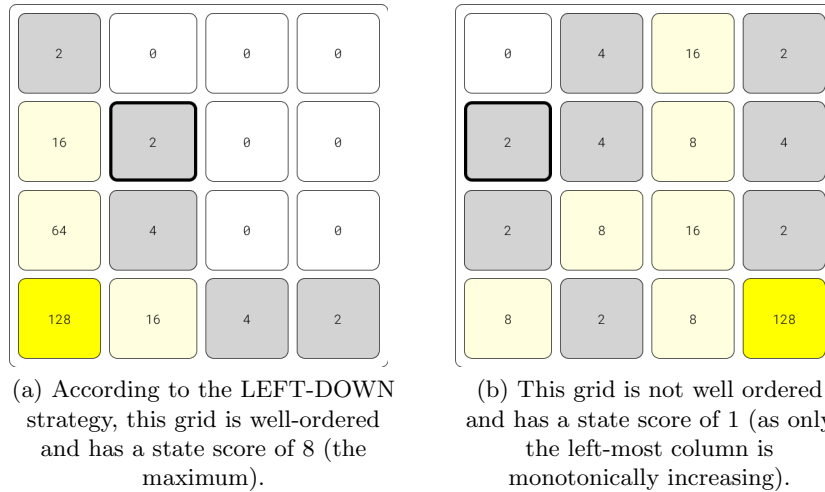 2 0 0 0
16 2 0 0
64 4 0 0
128 16 4 2
(a) According to the LEFT-DOWN
strategy, this grid is well-ordered
and has a state score of 8 (the
maximum).
0 4 16 2
2 4 8 4
2 8 16 2
8 2 8 128
(b) This grid is not well ordered
and has a state score of 1 (as only
the left-most column is
monotonically increasing).